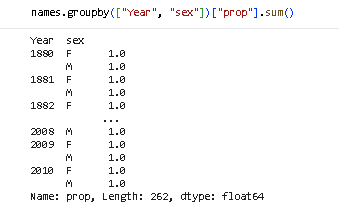 names.groupby(["Year", "sex"])["prop"].sum()
Year  sex
1880  F      1.0
      M      1.0
1881  F      1.0
      M      1.0
1882  F      1.0
            ...
2008  M      1.0
2009  F      1.0
      M      1.0
2010  F      1.0
      M      1.0
Name: prop, Length: 262, dtype: float64